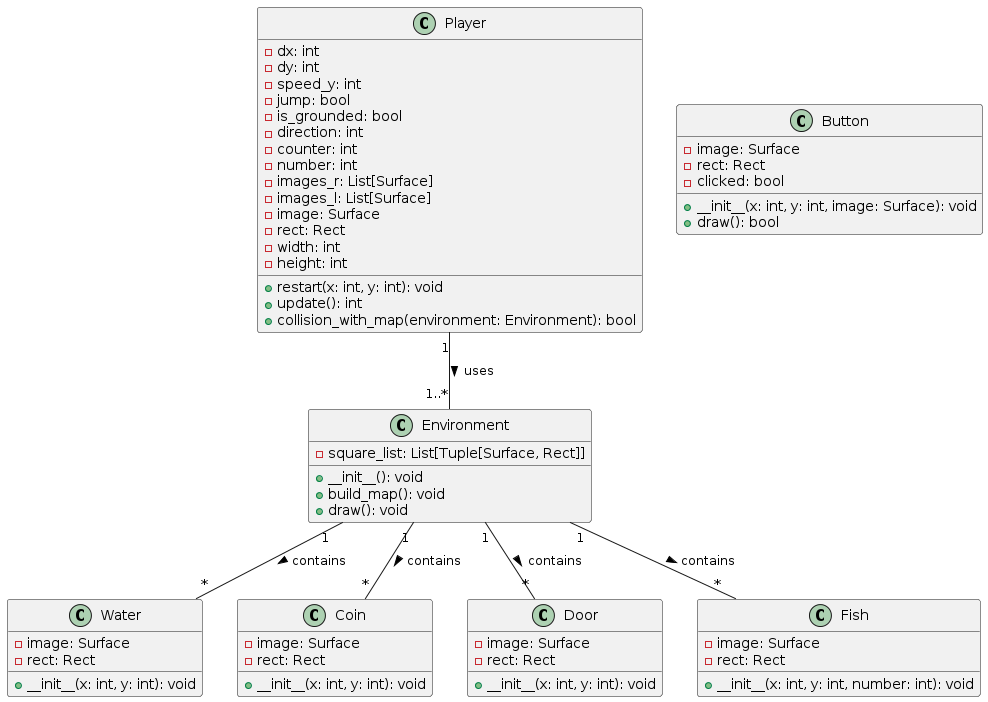 C Player
dx: int
dy: int
speed_y: int
jump: bool
is_grounded: bool
direction: int
counter: int
number: int
images_r: List[Surface]
images_l: List[Surface]
image: Surface
rect: Rect
width: int
height: int
restart(x: int, y: int): void
update(): int
collision_with_map(environment: Environment): bool
C Button
image: Surface
rect: Rect
clicked: bool
__init__(x: int, y: int, image: Surface): void
draw(): bool
1
uses
1..*
C Environment
square_list: List[Tuple[Surface, Rect]]
__init__(): void
build_map(): void
draw(): void
1 1 1 1
contains contains contains contains
* * * *
C Water
image: Surface
rect: Rect
__init__(x: int, y: int): void
C Coin
image: Surface
rect: Rect
__init__(x: int, y: int): void
C Door
image: Surface
rect: Rect
__init__(x: int, y: int): void
C Fish
image: Surface
rect: Rect
__init__(x: int, y: int, number: int): void